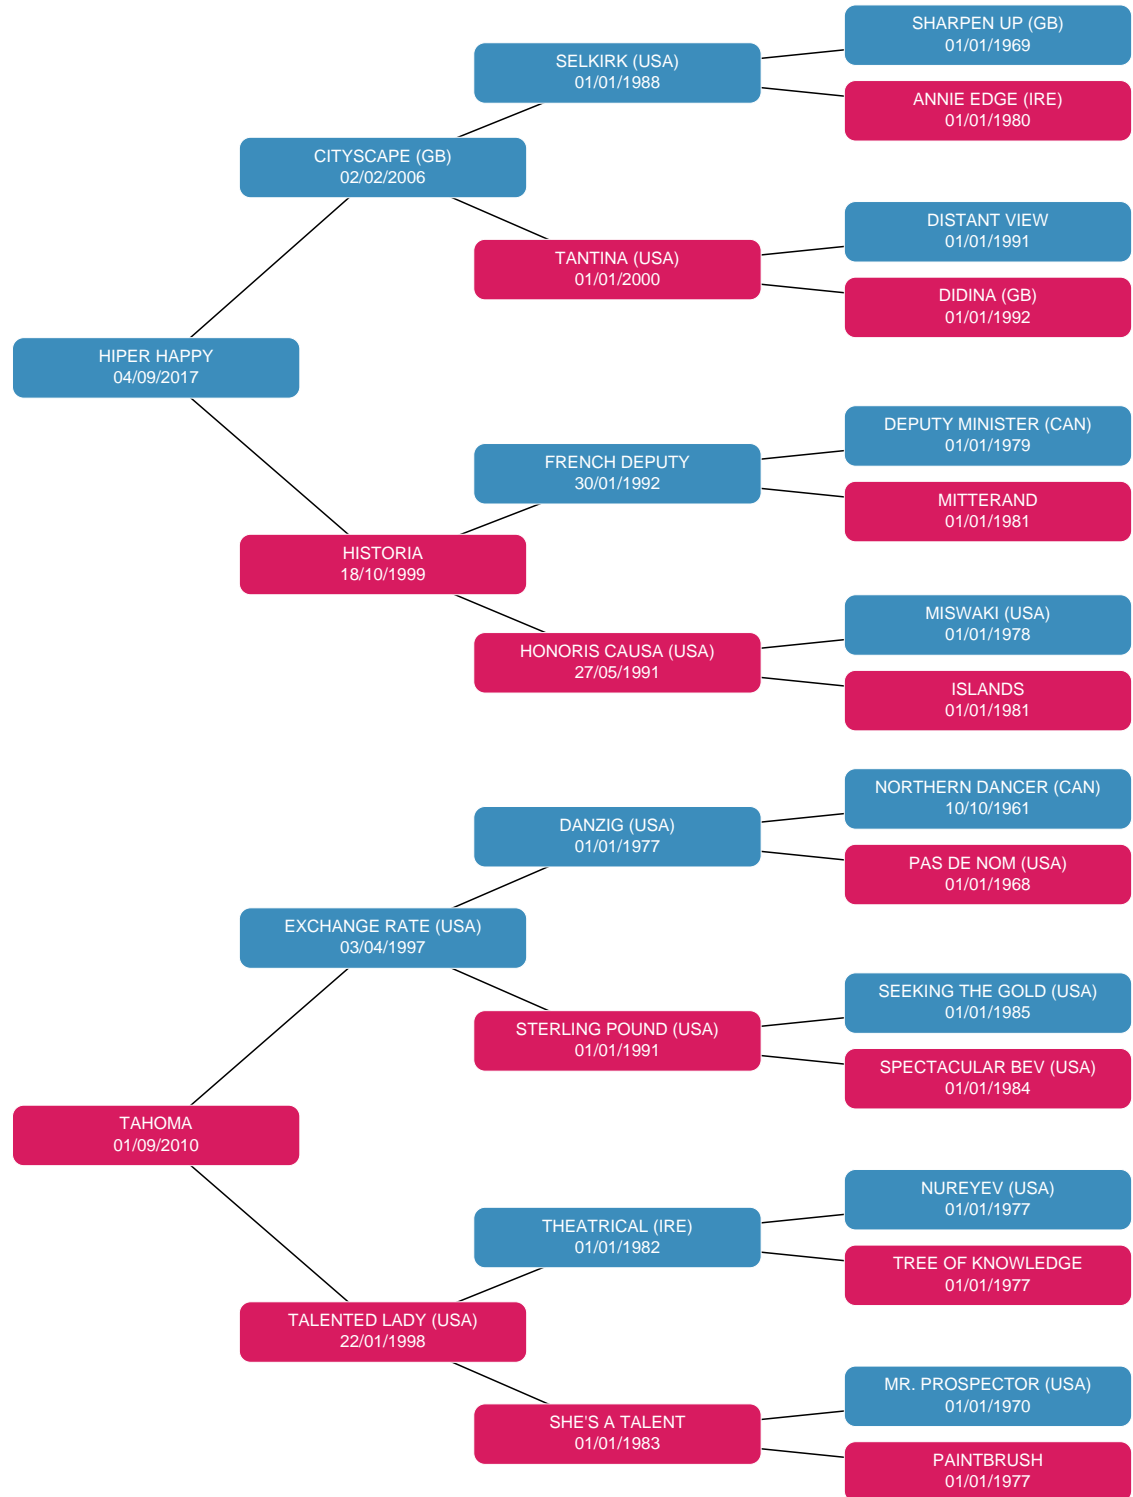 SHARPEN UP (GB)
01/01/1969
SELKIRK (USA)
01/01/1988
ANNIE EDGE (IRE)
01/01/1980
CITYSCAPE (GB)
02/02/2006
DISTANT VIEW
01/01/1991
TANTINA (USA)
01/01/2000
DIDINA (GB)
01/01/1992
HIPER HAPPY
04/09/2017
DEPUTY MINISTER (CAN)
01/01/1979
FRENCH DEPUTY
30/01/1992
MITTERAND
01/01/1981
HISTORIA
18/10/1999
MISWAKI (USA)
01/01/1978
HONORIS CAUSA (USA)
27/05/1991
ISLANDS
01/01/1981
NORTHERN DANCER (CAN)
10/10/1961
DANZIG (USA)
01/01/1977
PAS DE NOM (USA)
01/01/1968
EXCHANGE RATE (USA)
03/04/1997
SEEKING THE GOLD (USA)
01/01/1985
STERLING POUND (USA)
01/01/1991
SPECTACULAR BEV (USA)
01/01/1984
TAHOMA
01/09/2010
NUREYEV (USA)
01/01/1977
THEATRICAL (IRE)
01/01/1982
TREE OF KNOWLEDGE
01/01/1977
TALENTED LADY (USA)
22/01/1998
MR. PROSPECTOR (USA)
01/01/1970
SHE'S A TALENT
01/01/1983
PAINTBRUSH
01/01/1977